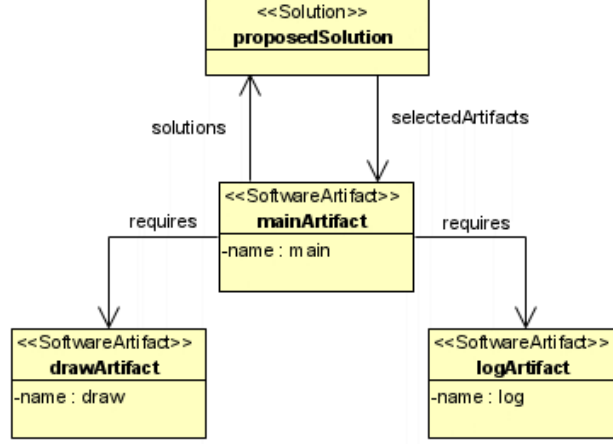 <<Solution>>
proposedSolution
solutions
selectedArtifacts
<<SoftwareArtifact>>
mainArtifact
requires
requires
-name : main
<<SoftwareArtifact>>
drawArtifact
-name : draw
<<SoftwareArtifact>>
logArtifact
-name : log